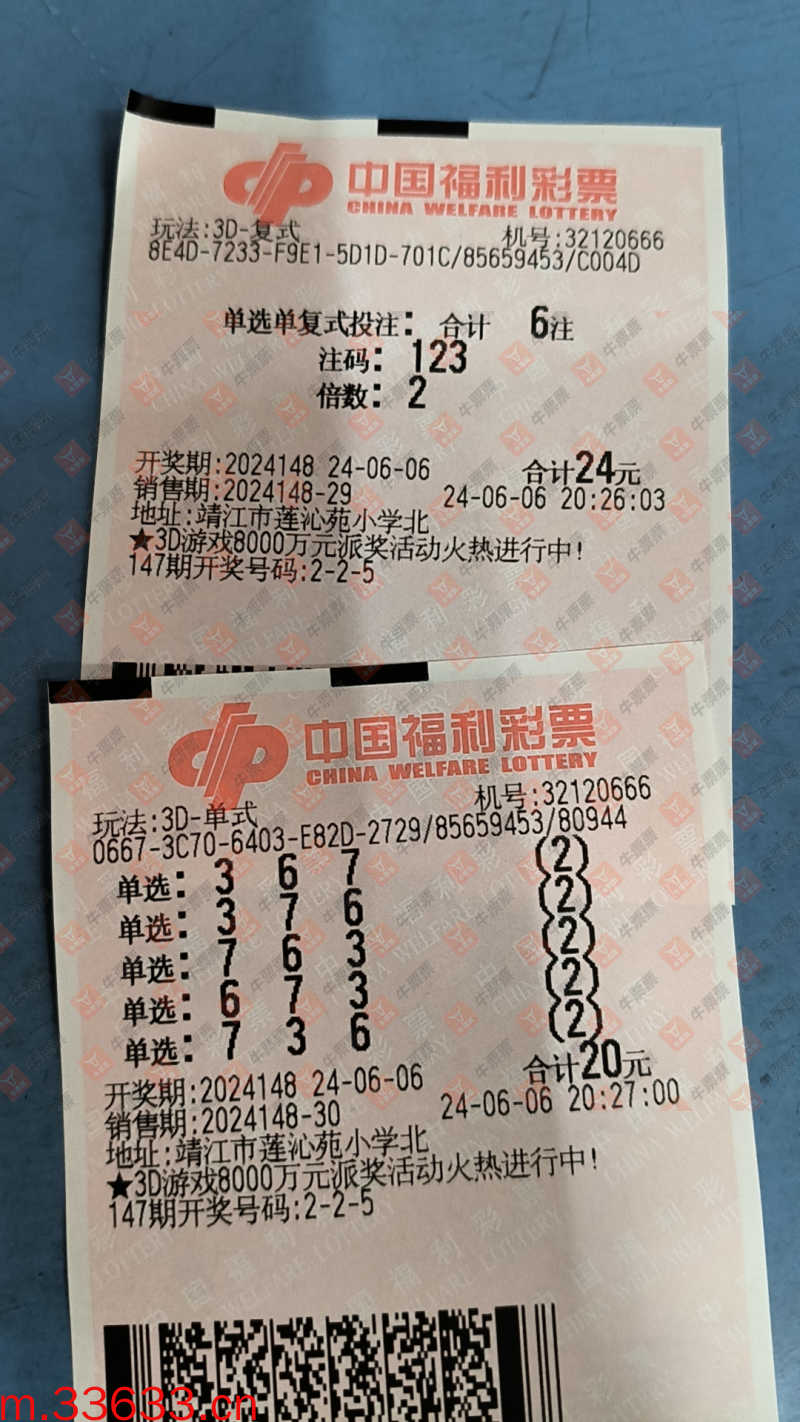 中国福利彩票
CHINA WELFARE LOTTERY
玩法:3D-复式 机号:32120666
8E4D-7233-F9E1-5D1D-701C/85659453/C004D
单选单复式投注: 合计 6注
注码: 123
倍数: 2
开奖期:2024148 24-06-06 合计24元
销售期:2024148-29 24-06-06 20:26:03
地址:靖江市莲沁苑小学北
★3D游戏8000万元派奖活动火热进行中!
147期开奖号码:2-2-5
中国福利彩票
CHINA WELFARE LOTTERY
玩法:3D-单式 机号:32120666
0667-3C70-6403-E82D-2729/85659453/80944
单选: 3 6 7 (2)
单选: 3 7 6 (2)
单选: 7 6 3 (2)
单选: 6 7 3 (2)
单选: 7 3 6 (2)
合计20元
开奖期:2024148 24-06-06
销售期:2024148-30 24-06-06 20:27:00
地址:靖江市莲沁苑小学北
★3D游戏8000万元派奖活动火热进行中!
147期开奖号码:2-2-5
m.33633.cn